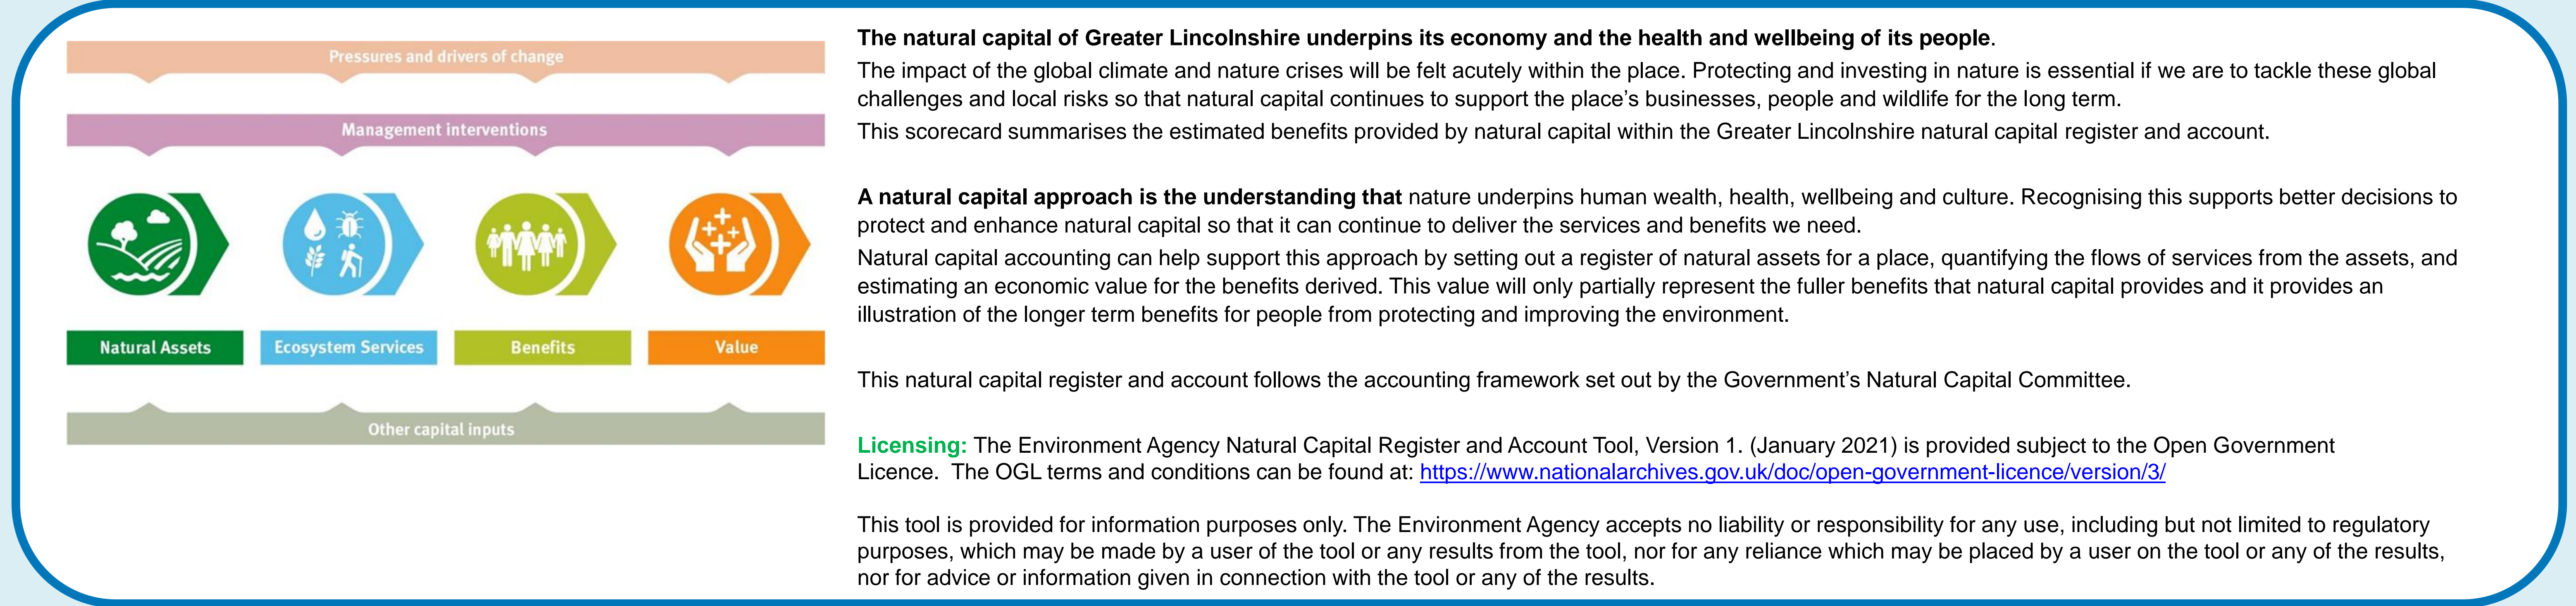 Pressures and drivers of change
Management interventions
Natural Assets
Ecosystem Services
Benefits
Value
Other capital inputs
The natural capital of Greater Lincolnshire underpins its economy and the health and wellbeing of its people.
The impact of the global climate and nature crises will be felt acutely within the place. Protecting and investing in nature is essential if we are to tackle these global
challenges and local risks so that natural capital continues to support the place’s businesses, people and wildlife for the long term.
This scorecard summarises the estimated benefits provided by natural capital within the Greater Lincolnshire natural capital register and account.
A natural capital approach is the understanding that nature underpins human wealth, health, wellbeing and culture. Recognising this supports better decisions to
protect and enhance natural capital so that it can continue to deliver the services and benefits we need.
Natural capital accounting can help support this approach by setting out a register of natural assets for a place, quantifying the flows of services from the assets, and
estimating an economic value for the benefits derived. This value will only partially represent the fuller benefits that natural capital provides and it provides an
illustration of the longer term benefits for people from protecting and improving the environment.
This natural capital register and account follows the accounting framework set out by the Government’s Natural Capital Committee.
Licensing: The Environment Agency Natural Capital Register and Account Tool, Version 1. (January 2021) is provided subject to the Open Government
Licence. The OGL terms and conditions can be found at: https://www.nationalarchives.gov.uk/doc/open-government-licence/version/3/
This tool is provided for information purposes only. The Environment Agency accepts no liability or responsibility for any use, including but not limited to regulatory
purposes, which may be made by a user of the tool or any results from the tool, nor for any reliance which may be placed by a user on the tool or any of the results,
nor for advice or information given in connection with the tool or any of the results.